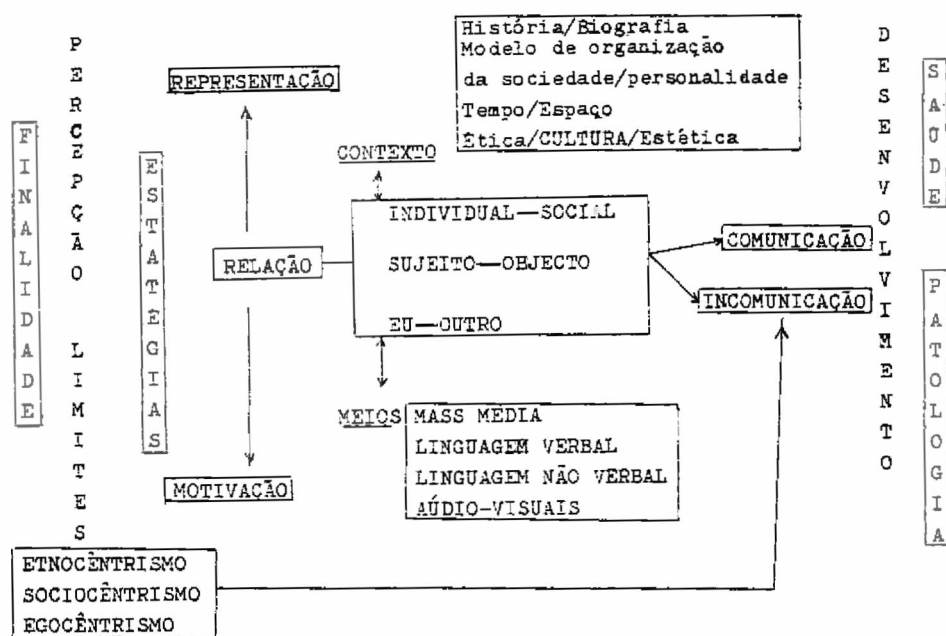 FINALIDADE
PERCEPÇÃO LIMITES
ESTATÉGIAS
REPRESENTAÇÃO
RELAÇÃO
MOTIVAÇÃO
História/Biografia
Modelo de organização
da sociedade/personalidade
Tempo/Espaço
Ética/CULTURA/Estética
CONTEXTO
INDIVIDUAL—SOCIAL
SUJEITO—OBJECTO
EU—OUTRO
MEIOS
MASS MEDIA
LINGUAGEM VERBAL
LINGUAGEM NÃO VERBAL
AÚDIO-VISUAIS
COMUNICAÇÃO
INCOMUNICAÇÃO
DESENVOLVIMENTO
SAÚDE
PATOLOGIA
ETNOCÊNTRISMO
SOCIOCÊNTRISMO
EGOCÊNTRISMO